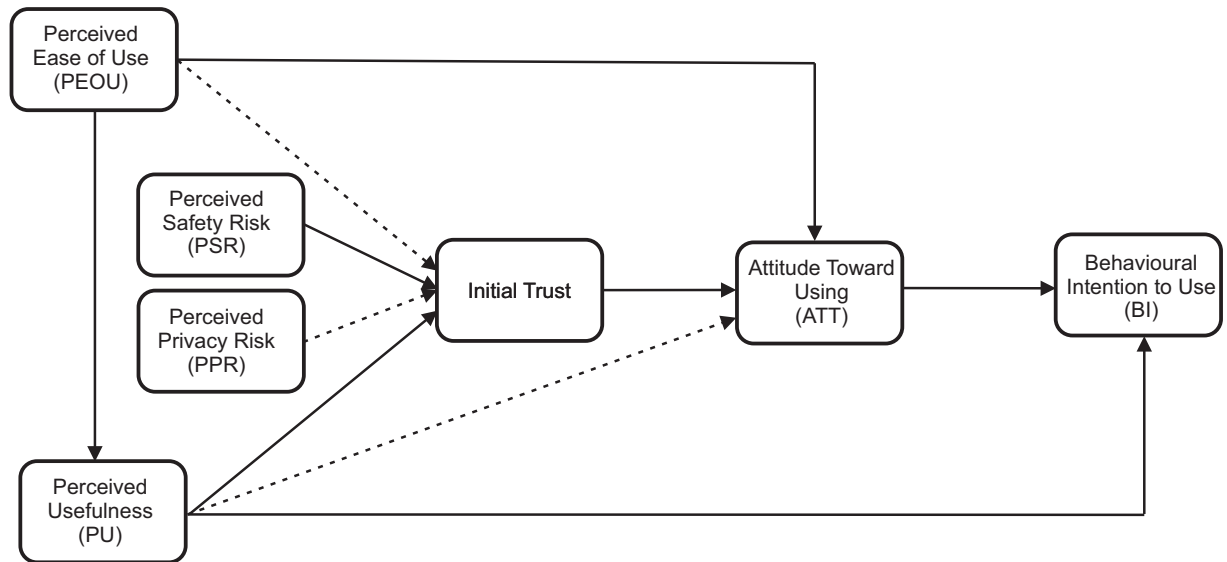 Perceived
Ease of Use
(PEOU)
Perceived
Safety Risk
(PSR)
Perceived
Privacy Risk
(PPR)
Perceived
Usefulness
(PU)
Initial Trust
Attitude Toward
Using
(ATT)
Behavioural
Intention to Use
(BI)